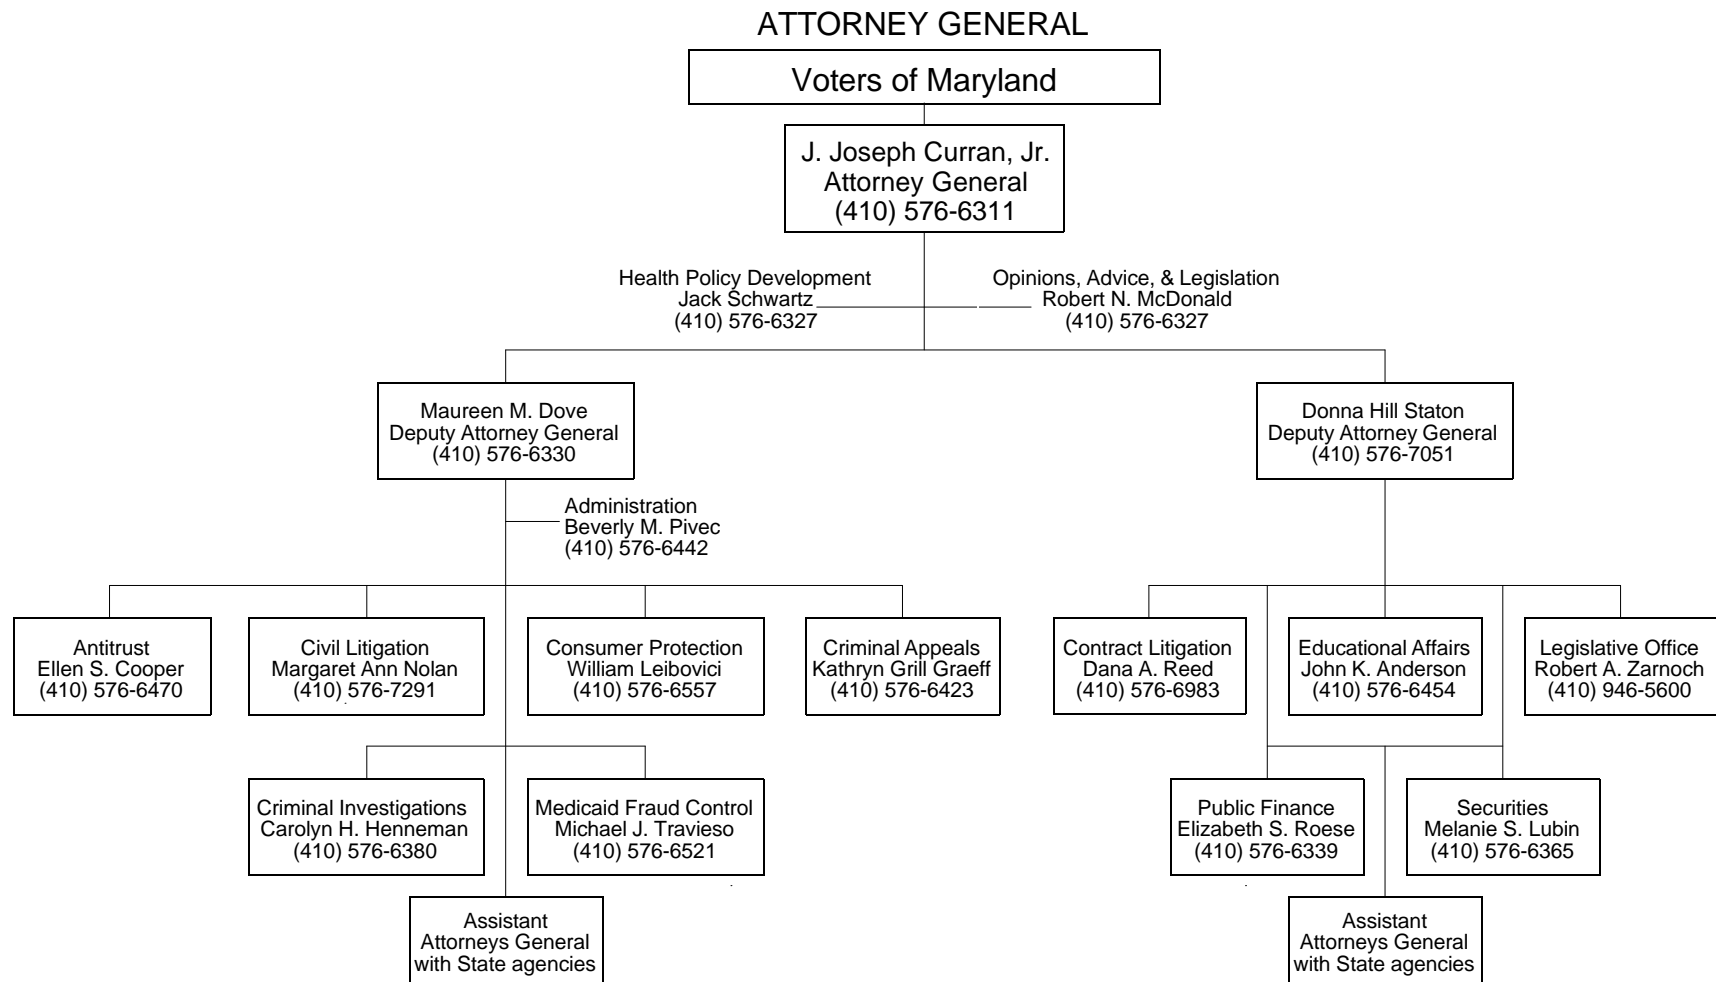 ATTORNEY GENERAL
Voters of Maryland
J. Joseph Curran, Jr.
Attorney General
(410) 576-6311
Health Policy Development
Jack Schwartz
(410) 576-6327
Opinions, Advice, & Legislation
Robert N. McDonald
(410) 576-6327
Maureen M. Dove
Deputy Attorney General
(410) 576-6330
Donna Hill Staton
Deputy Attorney General
(410) 576-7051
Administration
Beverly M. Pivec
(410) 576-6442
Antitrust
Ellen S. Cooper
(410) 576-6470
Civil Litigation
Margaret Ann Nolan
(410) 576-7291
Consumer Protection
William Leibovici
(410) 576-6557
Criminal Appeals
Kathryn Grill Graeff
(410) 576-6423
Contract Litigation
Dana A. Reed
(410) 576-6983
Educational Affairs
John K. Anderson
(410) 576-6454
Legislative Office
Robert A. Zarnoch
(410) 946-5600
Criminal Investigations
Carolyn H. Henneman
(410) 576-6380
Medicaid Fraud Control
Michael J. Travieso
(410) 576-6521
Public Finance
Elizabeth S. Roese
(410) 576-6339
Securities
Melanie S. Lubin
(410) 576-6365
Assistant
Attorneys General
with State agencies
Assistant
Attorneys General
with State agencies